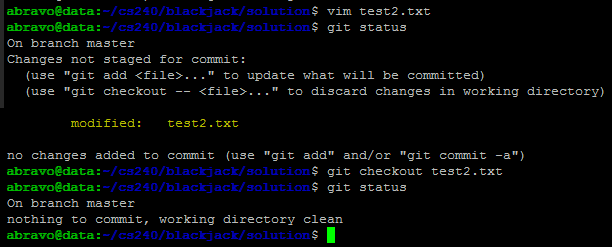 abravo@data:~/cs240/blackjack/solution$ vim test2.txt
abravo@data:~/cs240/blackjack/solution$ git status
On branch master
Changes not staged for commit:
  (use "git add <file>..." to update what will be committed)
  (use "git checkout -- <file>..." to discard changes in working directory)

        modified:   test2.txt

no changes added to commit (use "git add" and/or "git commit -a")
abravo@data:~/cs240/blackjack/solution$ git checkout test2.txt
abravo@data:~/cs240/blackjack/solution$ git status
On branch master
nothing to commit, working directory clean
abravo@data:~/cs240/blackjack/solution$